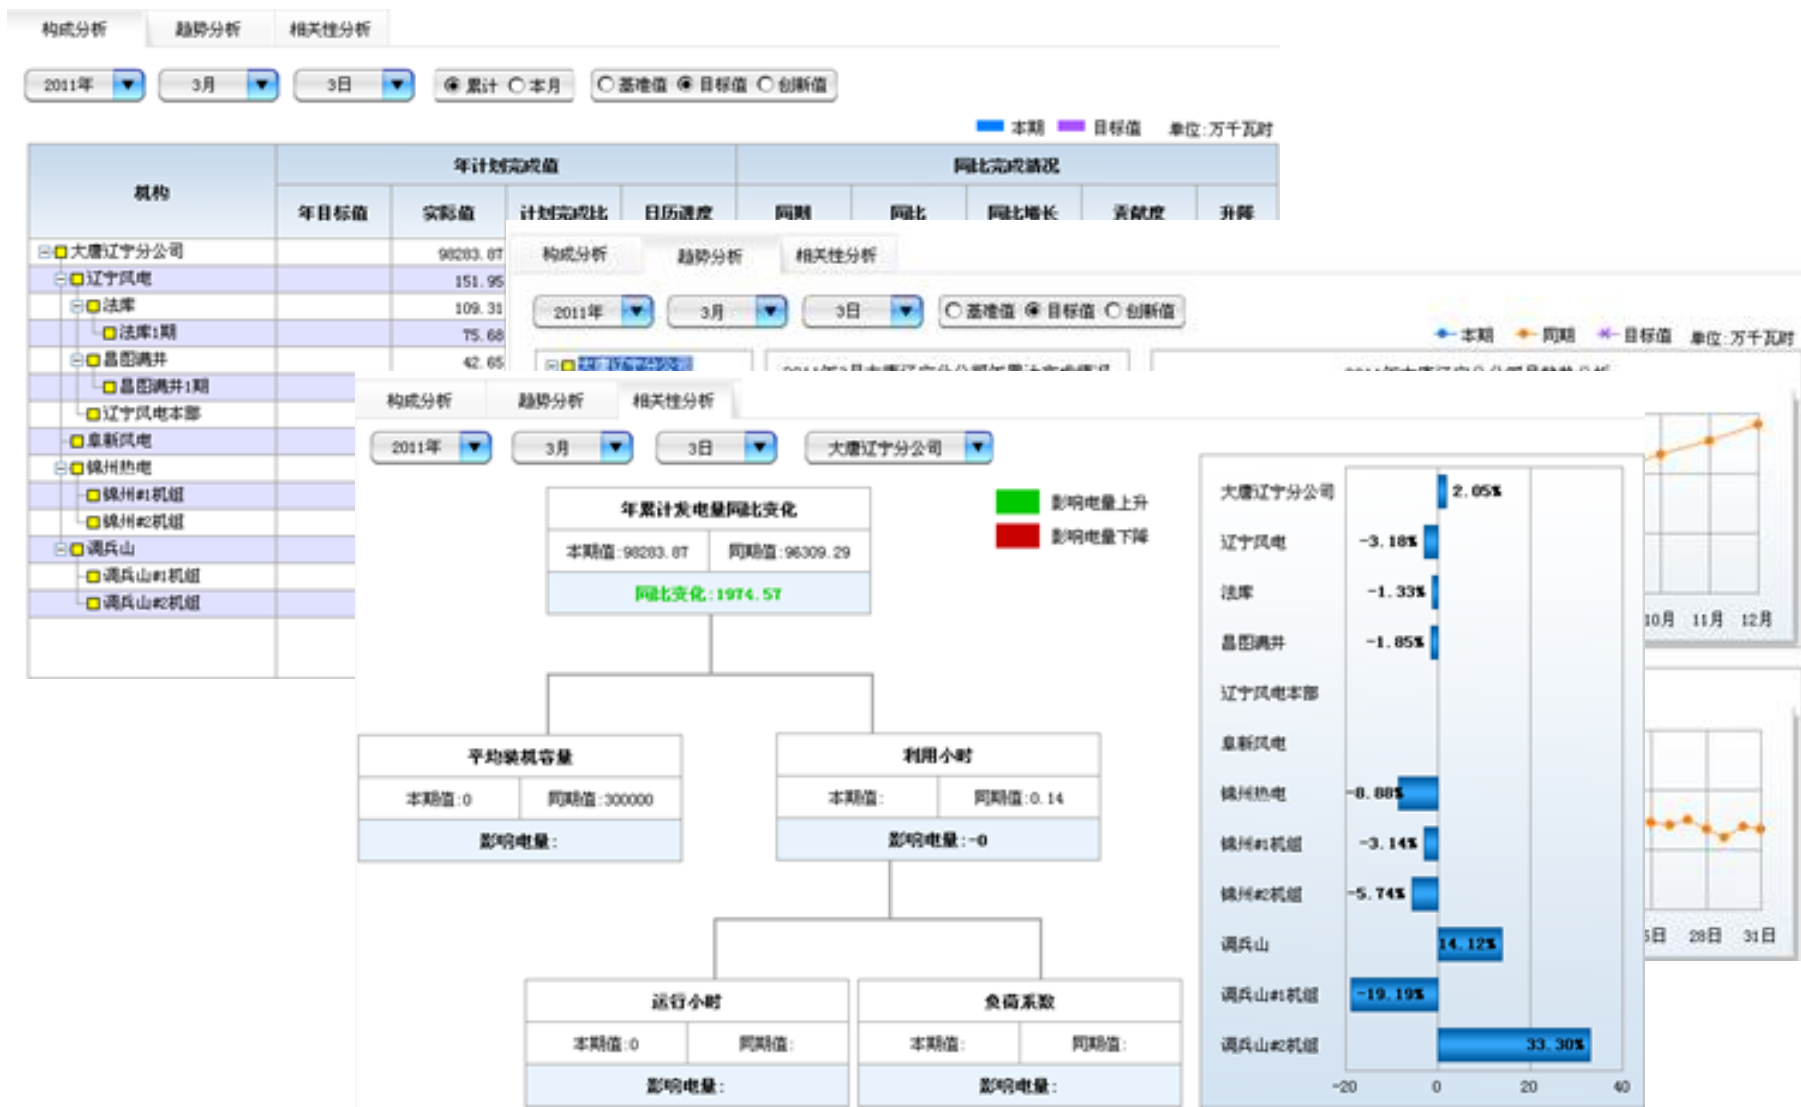 构成分析 趋势分析 相关性分析
2011年 3月 3日 累计 本月 基准值 目标值 创新值
本期 目标值 单位:万千瓦时
机构 年计划完成值 同比完成情况
年目标值 实际值 计划完成比 日历进度 同期 同比 同比增长 贡献度 升降
大唐辽宁分公司 98283.87
辽宁风电 151.95
法库 109.31
法库1期 75.68
昌图满井 42.65
昌图满井1期
辽宁风电本部
阜新风电
锦州热电
锦州#1机组
锦州#2机组
调兵山
调兵山#1机组
调兵山#2机组
构成分析 趋势分析 相关性分析
2011年 3月 3日 基准值 目标值 创新值
本期 同期 目标值 单位:万千瓦时
大唐辽宁分公司
10月 11月 12月
28日 31日
构成分析 趋势分析 相关性分析
2011年 3月 3日 大唐辽宁分公司
影响电量上升
影响电量下降
年累计发电量同比变化
本期值:98283.87 同期值:96309.29
同比变化:1974.57
平均装机容量
本期值:0 同期值:300000
影响电量:
利用小时
本期值: 同期值:0.14
影响电量:-0
运行小时
本期值:0 同期值:
影响电量:
负荷系数
本期值: 同期值:
影响电量:
大唐辽宁分公司 2.05%
辽宁风电 -3.18%
法库 -1.33%
昌图满井 -1.85%
辽宁风电本部
阜新风电
锦州热电 -8.88%
锦州#1机组 -3.14%
锦州#2机组 -5.74%
调兵山 14.12%
调兵山#1机组 -19.19%
调兵山#2机组 33.30%
-20 0 20 40